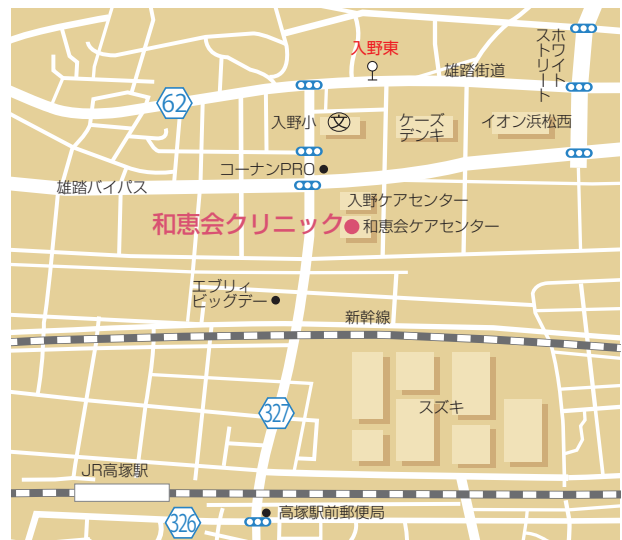 入野東
ホワイト
ストリート
雄踏街道
62
入野小
文
ケーズ
デンキ
イオン浜松西
コーナンPRO
雄踏バイパス
入野ケアセンター
和恵会クリニック
和恵会ケアセンター
エブリィ
ビッグデー
新幹線
327
スズキ
JR高塚駅
326
高塚駅前郵便局